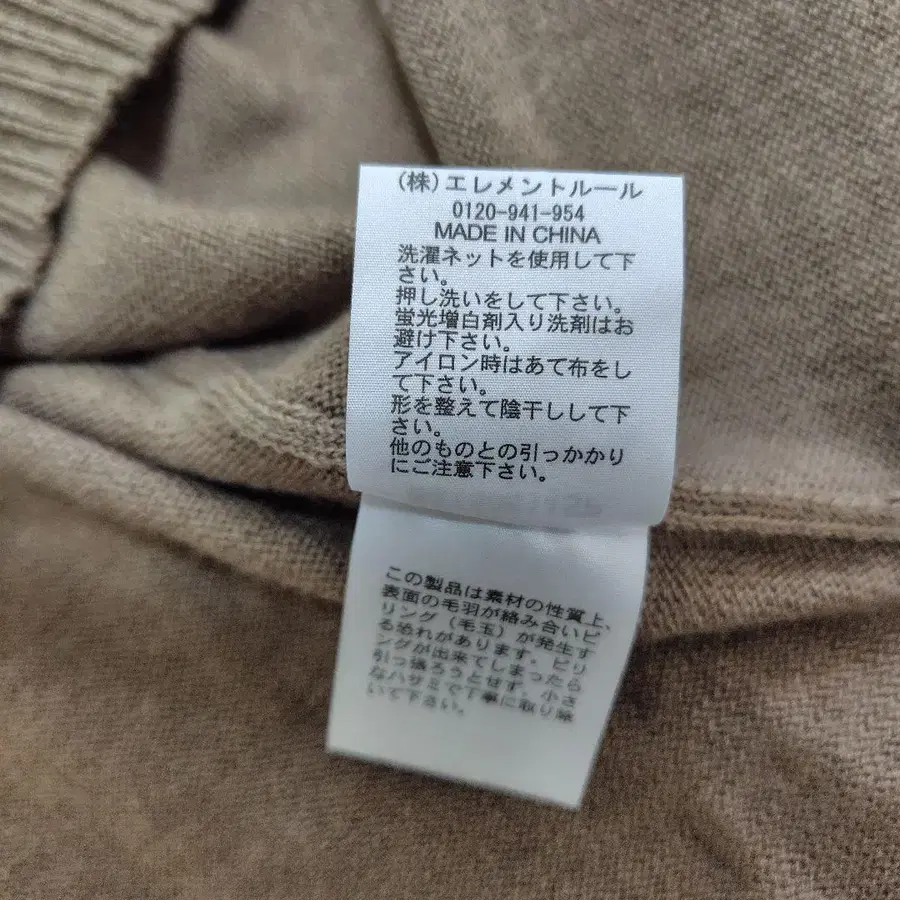 (株)エレメントルール
0120-941-954
MADE IN CHINA
洗濯ネットを使用して下
さい。
押し洗いをして下さい。
蛍光増白剤入り洗剤はお
避け下さい。
アイロン時はあて布をし
て下さい。
形を整えて陰干しして下
さい。
他のものとの引っかかり
にご注意下さい。
この製品は素材の性質上、
表面の毛羽が絡み合いピ
リング（毛玉）が発生す
る恐れがあります。ピリ
ングが出来てしまったら
引っ張ろうとせず、小さ
なハサミで丁寧に取り除
いて下さい。